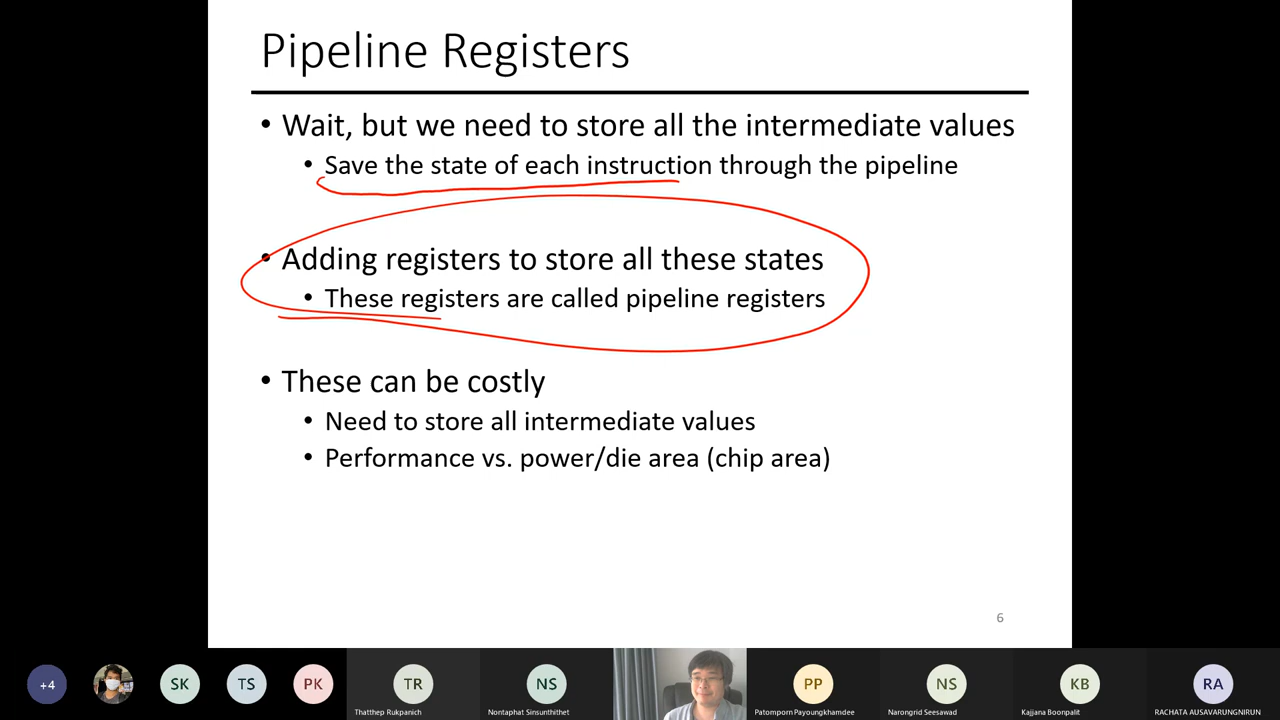 Pipeline Registers
• Wait, but we need to store all the intermediate values
• Save the state of each instruction through the pipeline
• Adding registers to store all these states
• These registers are called pipeline registers
• These can be costly
• Need to store all intermediate values
• Performance vs. power/die area (chip area)
6
+4
SK
TS
PK
TR
NS
PP
NS
KB
RA
Thatthep Rukpanich
Nontaphat Sinsunthithet
Patomporn Payoungkhamdee
Narongrid Seesawad
Kajjana Boonpalit
RACHATA AUSAVARUNGNIRUN